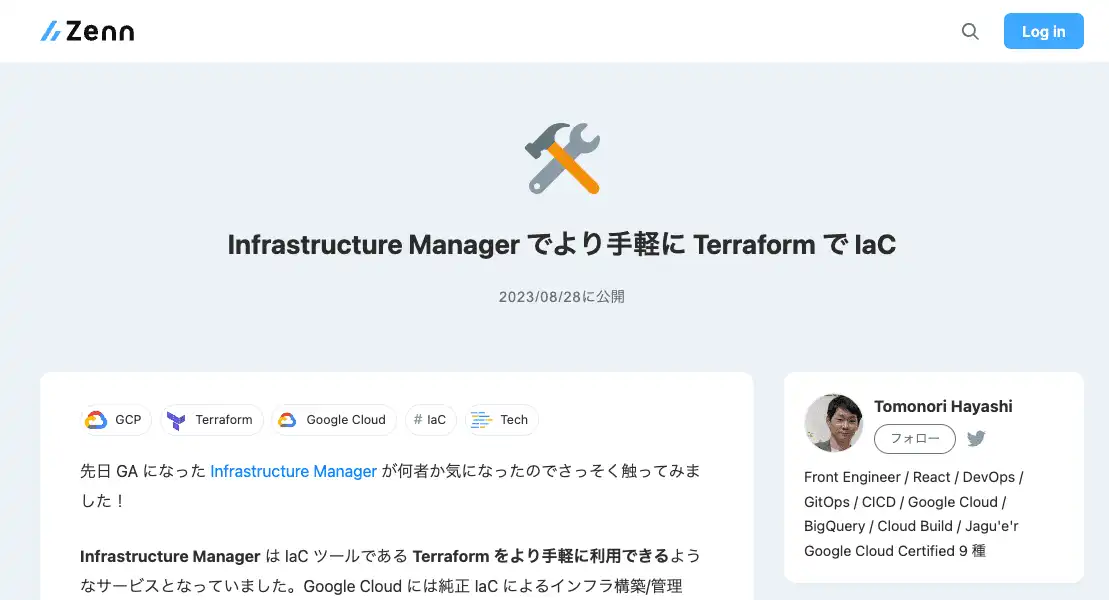 Zenn
Log in
Infrastructure Manager でより手軽に Terraform で IaC
2023/08/28に公開
GCP
Terraform
Google Cloud
# IaC
Tech
先日 GA になった Infrastructure Manager が何者か気になったのでさっそく触ってみま
した！
Infrastructure Manager は IaC ツールである Terraform をより手軽に利用できるよう
なサービスとなっていました。Google Cloud には純正 IaC によるインフラ構築/管理
Tomonori Hayashi
フォロー
Front Engineer / React / DevOps /
GitOps / CICD / Google Cloud /
BigQuery / Cloud Build / Jagu'e'r
Google Cloud Certified 9 種